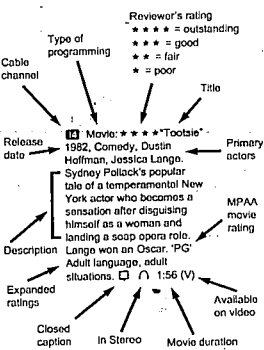 Reviewer's rating
★ ★ ★ ★ = outstanding
★ ★ ★ = good
★ ★ = fair
★ = poor
Type of
programming
Cable
channel
Title
14 Movie: ★ ★ ★ ★ "Tootsie"
Release
date
1982, Comedy, Dustin
Hoffman, Jessica Lange.
Primary
actors
Sydney Pollack's popular
tale of a temperamental New
York actor who becomes a
sensation after disguising
himself as a woman and
landing a soap opera role.
Lange won an Oscar. 'PG'
Adult language, adult
situations. 1:56 (V)
MPAA
movie
rating
Description
Expanded
ratings
Available
on video
Closed
caption
In Stereo
Movie duration